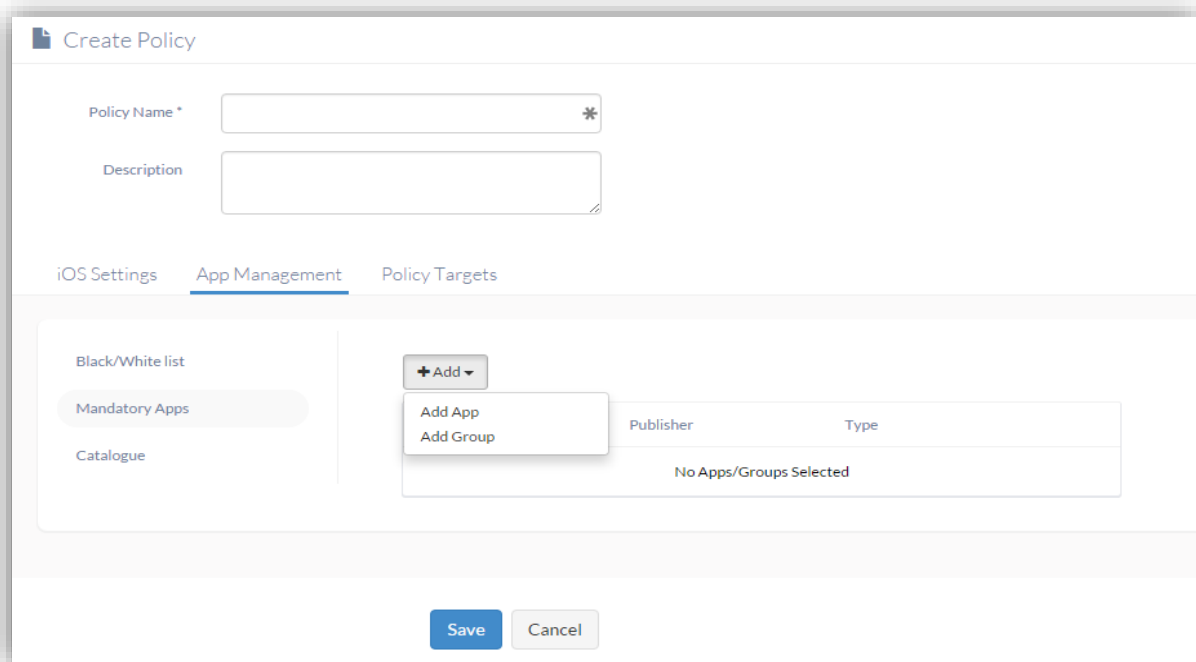 Create Policy
Policy Name *
Description
iOS Settings App Management Policy Targets
Black/White list
Mandatory Apps
Catalogue
+ Add
Add App
Add Group
Publisher Type
No Apps/Groups Selected
Save Cancel